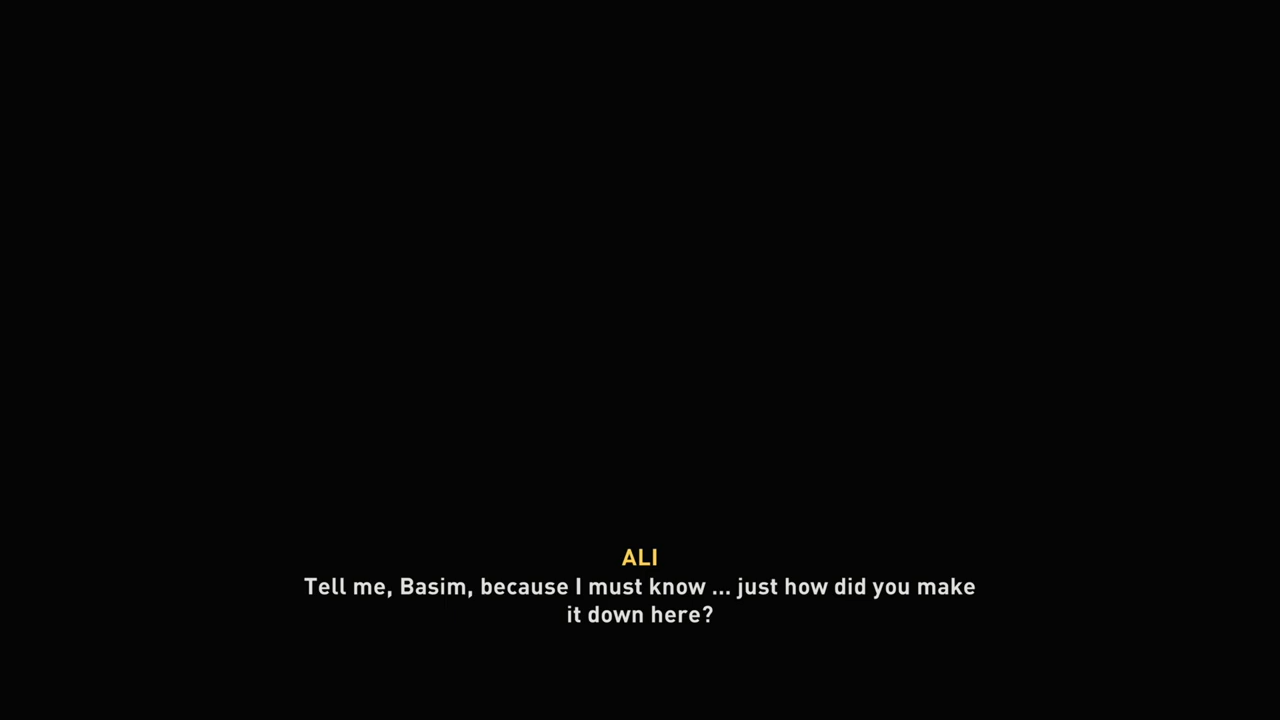 ALI
Tell me, Basim, because I must know ... just how did you make
it down here?